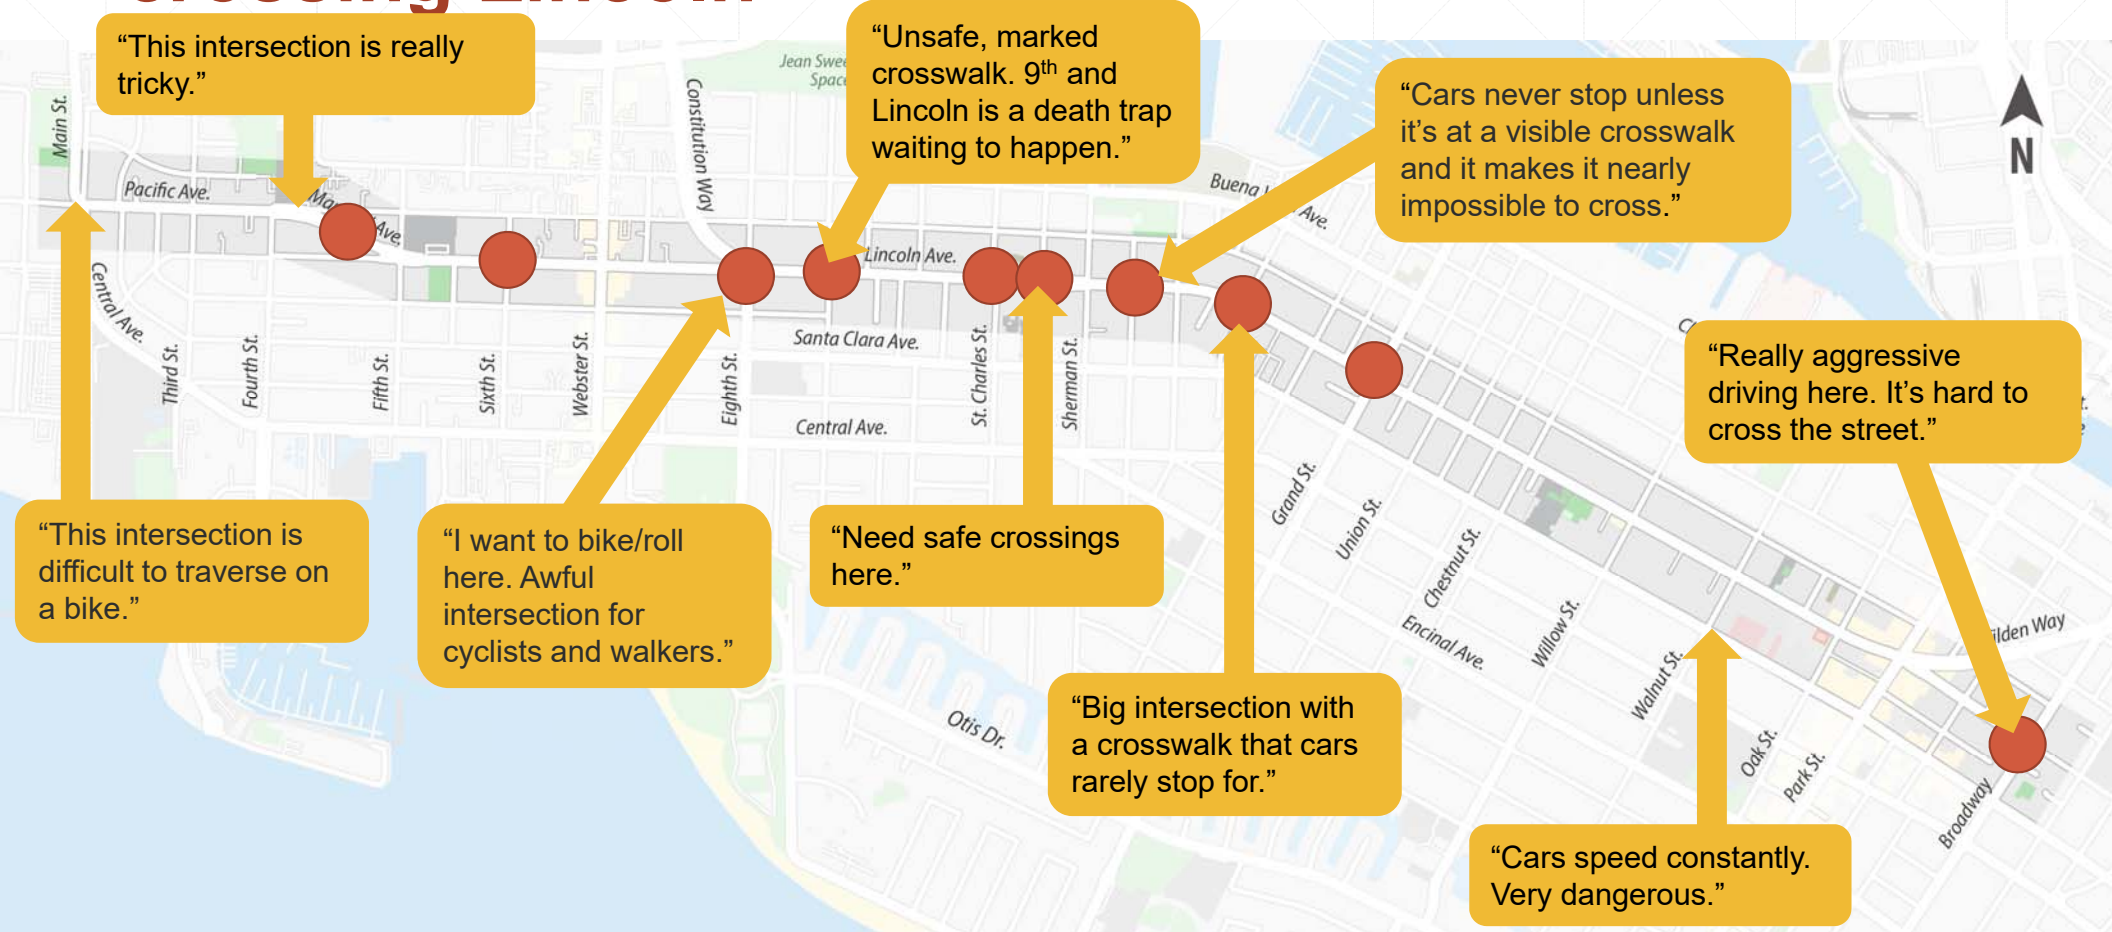 Crossing Lincoln
“This intersection is really
tricky.”
“Unsafe, marked
crosswalk. 9th and
Lincoln is a death trap
waiting to happen.”
“Cars never stop unless
it’s at a visible crosswalk
and it makes it nearly
impossible to cross.”
“Really aggressive
driving here. It’s hard to
cross the street.”
“This intersection is
difficult to traverse on
a bike.”
“I want to bike/roll
here. Awful
intersection for
cyclists and walkers.”
“Need safe crossings
here.”
“Big intersection with
a crosswalk that cars
rarely stop for.”
“Cars speed constantly.
Very dangerous.”
N
Main St.
Pacific Ave.
Ave.
Central Ave.
Third St.
Fourth St.
Fifth St.
Sixth St.
Webster St.
Constitution Way
Eighth St.
Jean
Lincoln Ave.
Santa Clara Ave.
Central Ave.
St. Charles St.
Sherman St.
Buena
Ave.
Grand St.
Union St.
Chestnut St.
Encinal Ave.
Willow St.
Walnut St.
Oak St.
Park St.
Broadway
Way
Otis Dr.